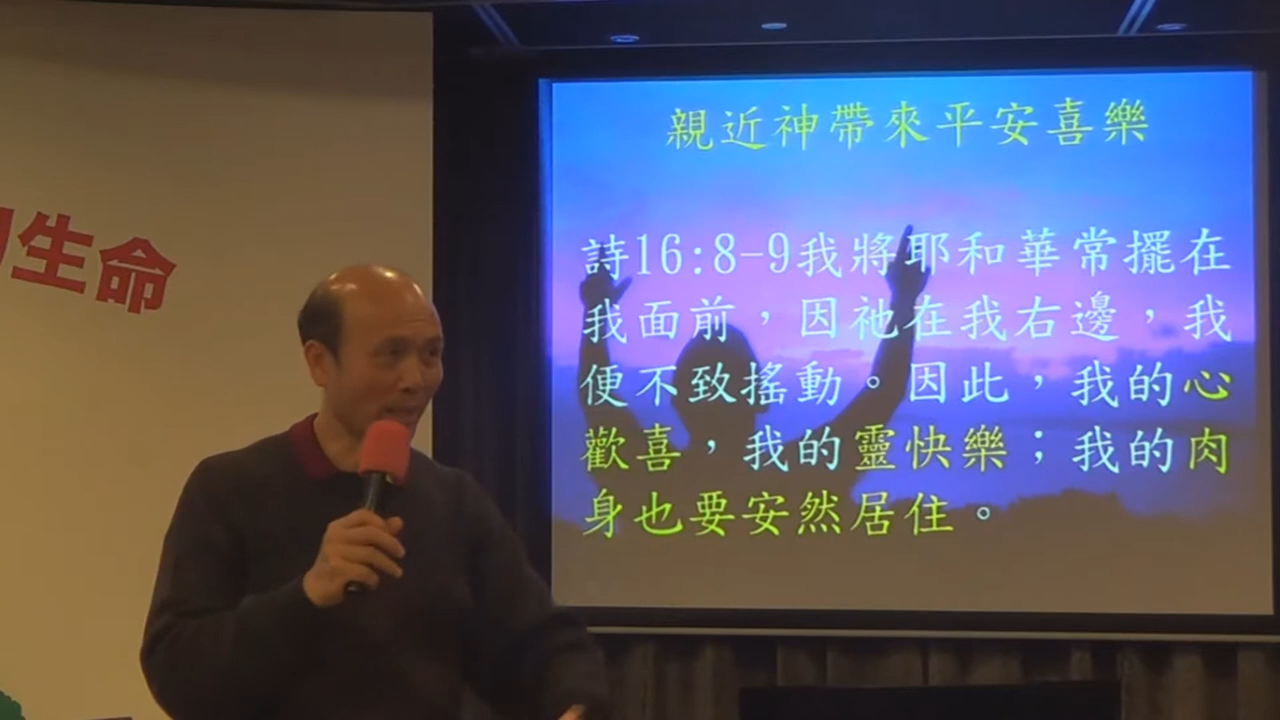 生命
親近神帶來平安喜樂
詩16:8-9我將耶和華常擺在
我面前，因祂在我右邊，我
便不致搖動。因此，我的心
歡喜，我的靈快樂；我的肉
身也要安然居住。